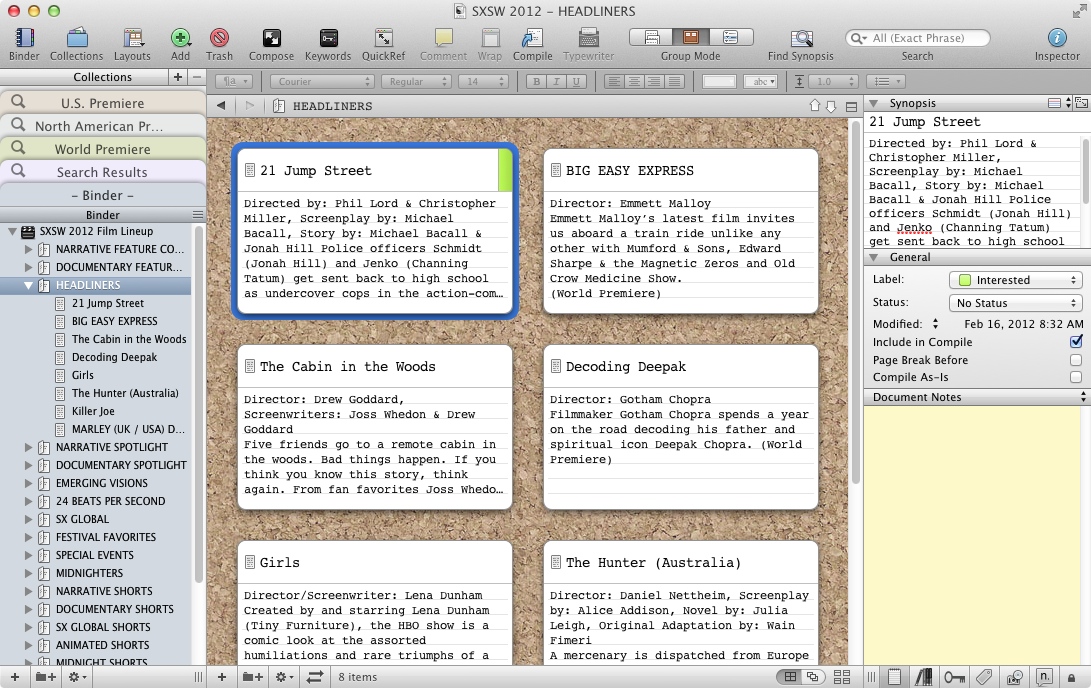 SXSW 2012 – HEADLINERS
Binder
Collections
Layouts
Add
Trash
Compose
Keywords
QuickRef
Comment
Wrap
Compile
Typewriter
Group Mode
Find Synopsis
All (Exact Phrase)
Search
Inspector
Collections
+
–
¶a
Courier
Regular
14
B
I
U
abc
1.0
U.S. Premiere
North American Pr...
World Premiere
Search Results
– Binder –
Binder
SXSW 2012 Film Lineup
NARRATIVE FEATURE CO...
DOCUMENTARY FEATUR...
HEADLINERS
21 Jump Street
BIG EASY EXPRESS
The Cabin in the Woods
Decoding Deepak
Girls
The Hunter (Australia)
Killer Joe
MARLEY (UK / USA) D...
NARRATIVE SPOTLIGHT
DOCUMENTARY SPOTLIGHT
EMERGING VISIONS
24 BEATS PER SECOND
SX GLOBAL
FESTIVAL FAVORITES
SPECIAL EVENTS
MIDNIGHTERS
NARRATIVE SHORTS
DOCUMENTARY SHORTS
SX GLOBAL SHORTS
ANIMATED SHORTS
MIDNIGHT SHORTS
HEADLINERS
21 Jump Street
Directed by: Phil Lord & Christopher
Miller, Screenplay by: Michael
Bacall, Story by: Michael Bacall &
Jonah Hill Police officers Schmidt
(Jonah Hill) and Jenko (Channing
Tatum) get sent back to high school
as undercover cops in the action-com…
BIG EASY EXPRESS
Director: Emmett Malloy
Emmett Malloy's latest film invites
us aboard a train ride unlike any
other with Mumford & Sons, Edward
Sharpe & the Magnetic Zeros and Old
Crow Medicine Show.
(World Premiere)
The Cabin in the Woods
Director: Drew Goddard,
Screenwriters: Joss Whedon & Drew
Goddard
Five friends go to a remote cabin in
the woods. Bad things happen. If you
think you know this story, think
again. From fan favorites Joss Whedo…
Decoding Deepak
Director: Gotham Chopra
Filmmaker Gotham Chopra spends a year
on the road decoding his father and
spiritual icon Deepak Chopra. (World
Premiere)
Girls
Director/Screenwriter: Lena Dunham
Created by and starring Lena Dunham
(Tiny Furniture), the HBO show is a
comic look at the assorted
humiliations and rare triumphs of a
The Hunter (Australia)
Director: Daniel Nettheim, Screenplay
by: Alice Addison, Novel by: Julia
Leigh, Original Adaptation by: Wain
Fimeri
A mercenary is dispatched from Europe
8 items
Synopsis
21 Jump Street
Directed by: Phil Lord &
Christopher Miller,
Screenplay by: Michael
Bacall, Story by: Michael
Bacall & Jonah Hill Police
officers Schmidt (Jonah Hill)
and Jenko (Channing Tatum)
get sent back to high school
General
Label:
Interested
Status:
No Status
Modified:
Feb 16, 2012 8:32 AM
Include in Compile
Page Break Before
Compile As-Is
Document Notes
n.